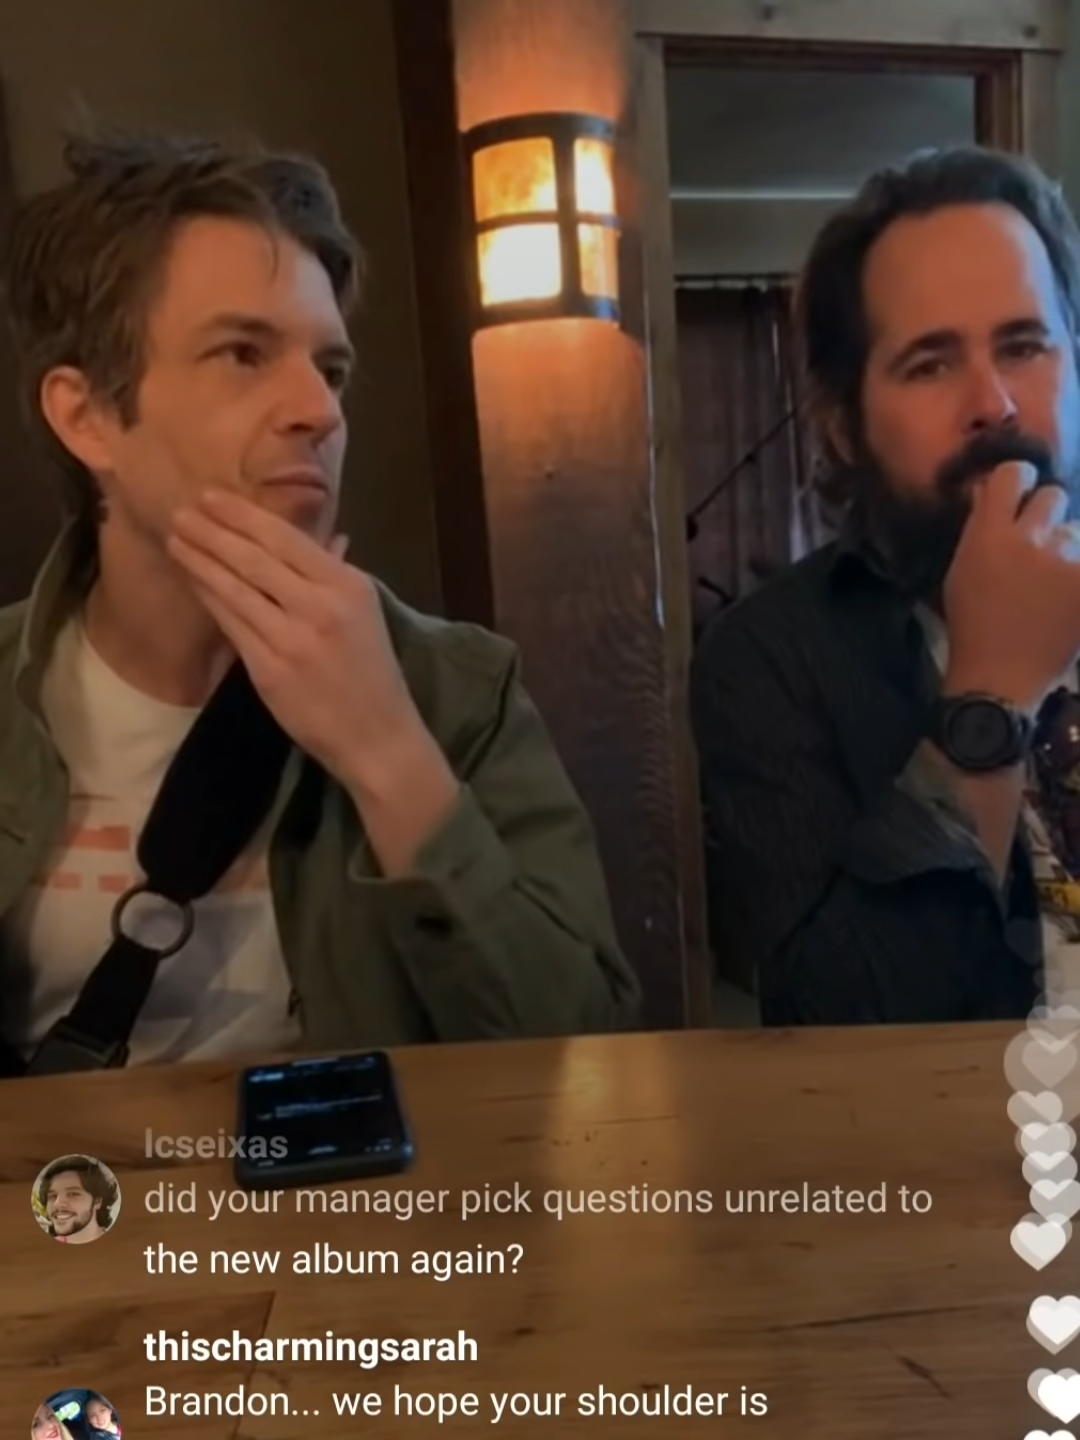 lcseixas
did your manager pick questions unrelated to
the new album again?
thischarmingsarah
Brandon... we hope your shoulder is